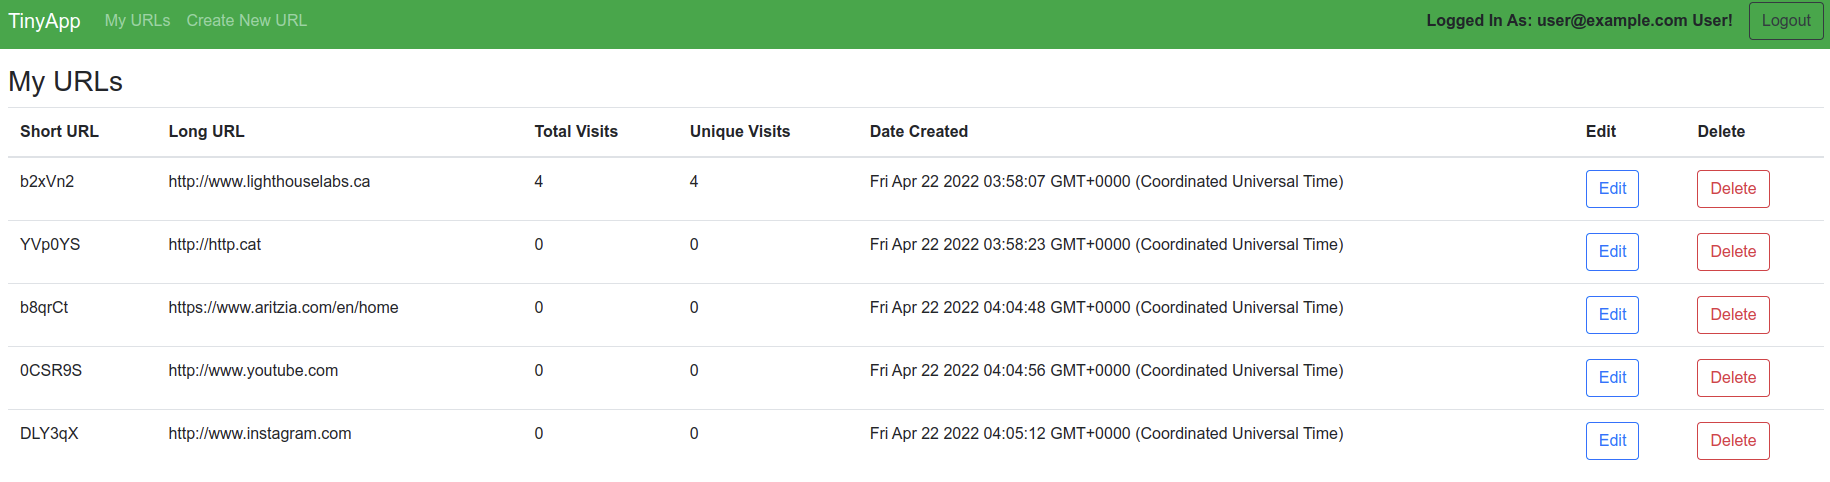 TinyApp My URLs Create New URL Logged In As: user@example.com User! Logout
My URLs
Short URL Long URL Total Visits Unique Visits Date Created Edit Delete
b2xVn2 http://www.lighthouselabs.ca 4 4 Fri Apr 22 2022 03:58:07 GMT+0000 (Coordinated Universal Time) Edit Delete
YVp0YS http://http.cat 0 0 Fri Apr 22 2022 03:58:23 GMT+0000 (Coordinated Universal Time) Edit Delete
b8qrCt https://www.aritzia.com/en/home 0 0 Fri Apr 22 2022 04:04:48 GMT+0000 (Coordinated Universal Time) Edit Delete
0CSR9S http://www.youtube.com 0 0 Fri Apr 22 2022 04:04:56 GMT+0000 (Coordinated Universal Time) Edit Delete
DLY3qX http://www.instagram.com 0 0 Fri Apr 22 2022 04:05:12 GMT+0000 (Coordinated Universal Time) Edit Delete